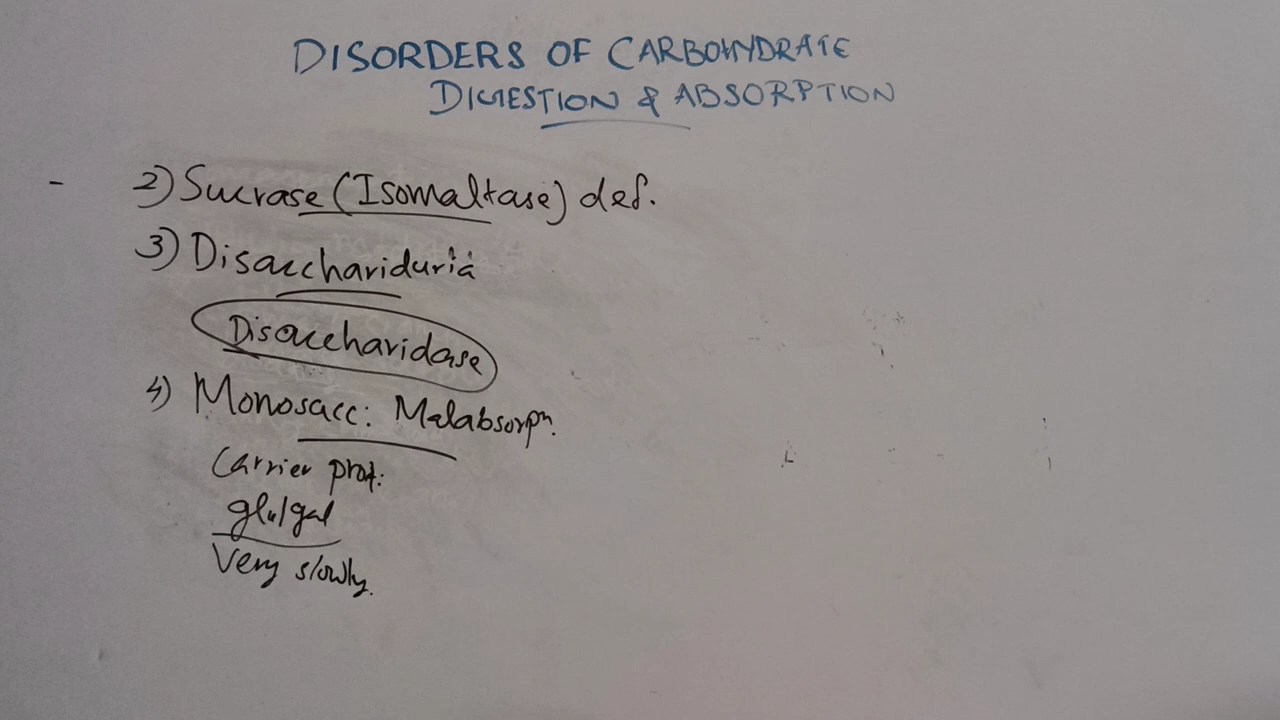 DISORDERS OF CARBOHYDRATE
DIGESTION & ABSORPTION
- 2) Sucrase (Isomaltase) def.
3) Disacchariduria
Disaccharidase
4) Monosacc: Malabsorpn.
Carrier prot:
glu/gal
Very slowly.